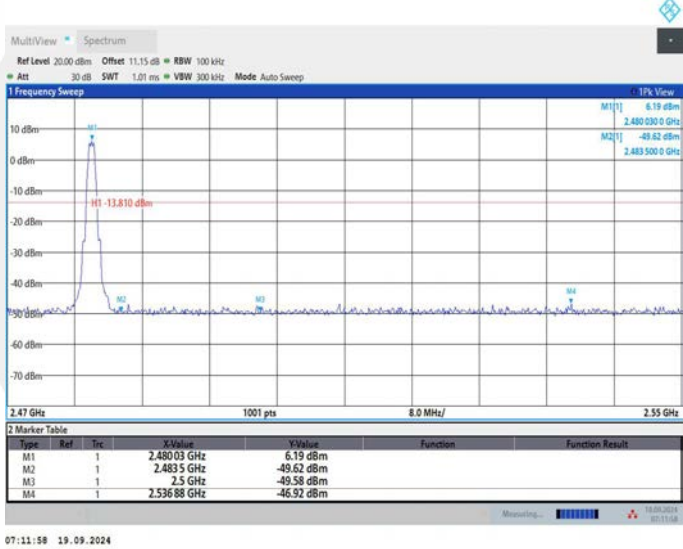 MultiView Spectrum
Ref Level 20.00 dBm Offset 11.15 dB RBW 100 kHz
Att 30 dB SWT 1.01 ms VBW 300 kHz Mode Auto Sweep
1 Frequency Sweep 1Pk View
M1[1] 6.19 dBm
2.480 030 0 GHz
M2[1] -49.62 dBm
2.483 500 0 GHz
10 dBm
M1
0 dBm
-10 dBm
H1 -13.810 dBm
-20 dBm
-30 dBm
-40 dBm
M2 M3 M4
-50 dBm
-60 dBm
-70 dBm
2.47 GHz 1001 pts 8.0 MHz/ 2.55 GHz
2 Marker Table
Type Ref Trc X-Value Y-Value Function Function Result
M1 1 2.48003 GHz 6.19 dBm
M2 1 2.4835 GHz -49.62 dBm
M3 1 2.5 GHz -49.58 dBm
M4 1 2.53688 GHz -46.92 dBm
Measuring... 19.09.2024
07:11:58
07:11:58 19.09.2024